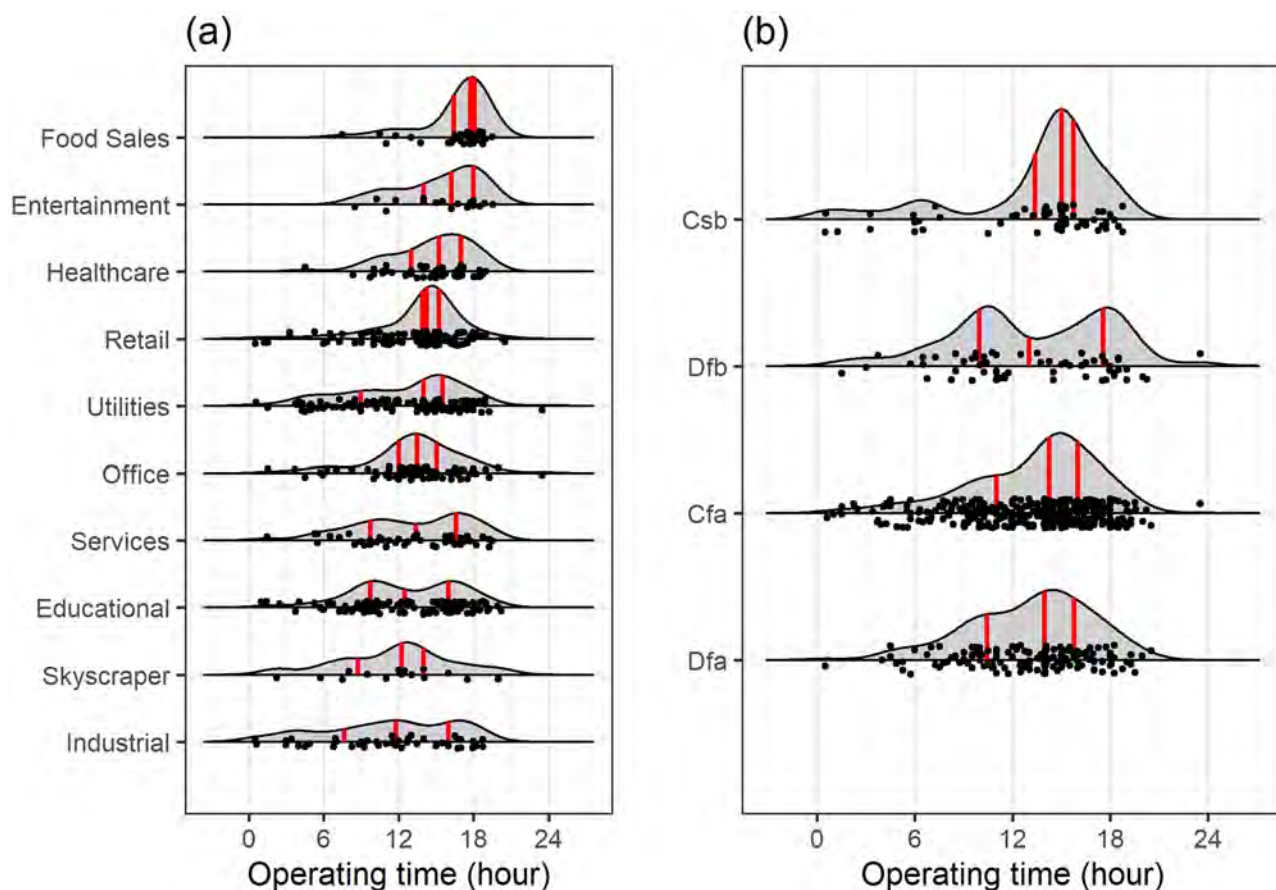 (a)
Food Sales
Entertainment
Healthcare
Retail
Utilities
Office
Services
Educational
Skyscraper
Industrial
0 6 12 18 24
Operating time (hour)
(b)
Csb
Dfb
Cfa
Dfa
0 6 12 18 24
Operating time (hour)